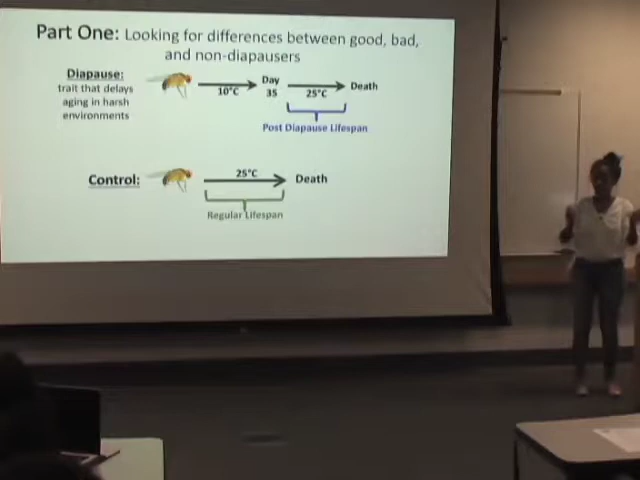 Part One: Looking for differences between good, bad,
and non-diapausers
Diapause:
trait that delays
aging in harsh
environments
10°C
Day
35
25°C
Death
Post Diapause Lifespan
Control:
25°C
Death
Regular Lifespan